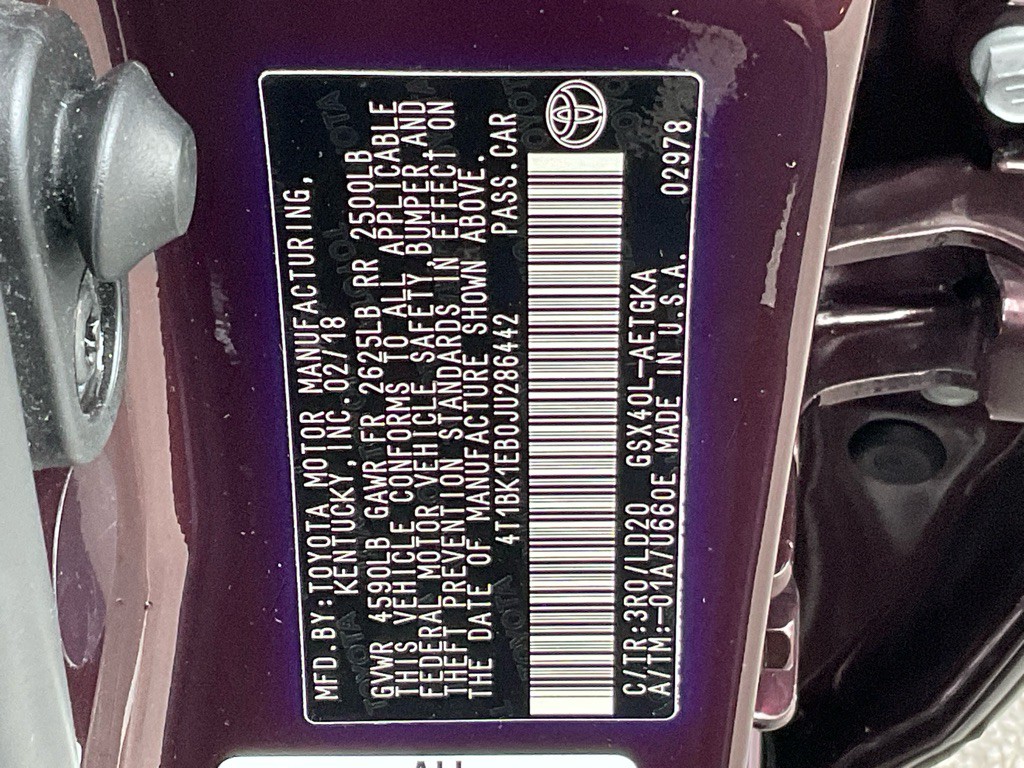 MFD.BY:TOYOTA MOTOR MANUFACTURING,
KENTUCKY, INC.02/18
GVWR 4590LB GAWR FR 2625LB RR 2500LB
THIS VEHICLE CONFORMS TO ALL APPLICABLE
FEDERAL MOTOR VEHICLE SAFETY,BUMPER,AND
THEFT PREVENTION STANDARDS IN EFFECT ON
THE DATE OF MANUFACTURE SHOWN ABOVE.
4T1BK1EB0JU286442 PASS.CAR
C/TR:3R0/LD20 GSX40L-AETGKA 02978
A/TM:-01A/U660E MADE IN U.S.A.